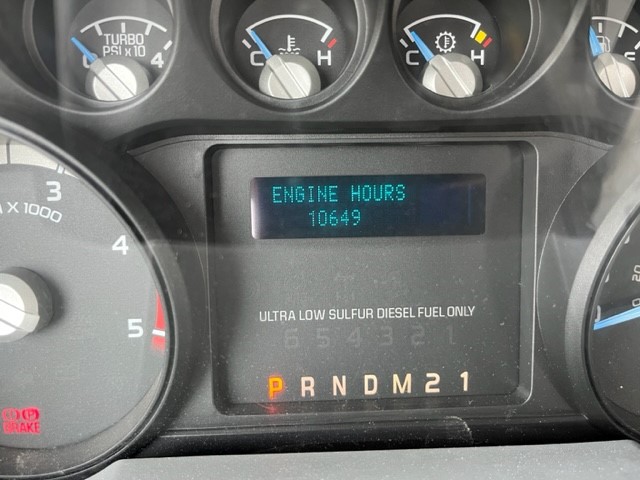 TURBO
PSI x 10
0 4
C H
C H
3
M X 1000
4
5
ENGINE HOURS
10649
ULTRA LOW SULFUR DIESEL FUEL ONLY
6 5 4 3 2 1
P R N D M 2 1
P
BRAKE